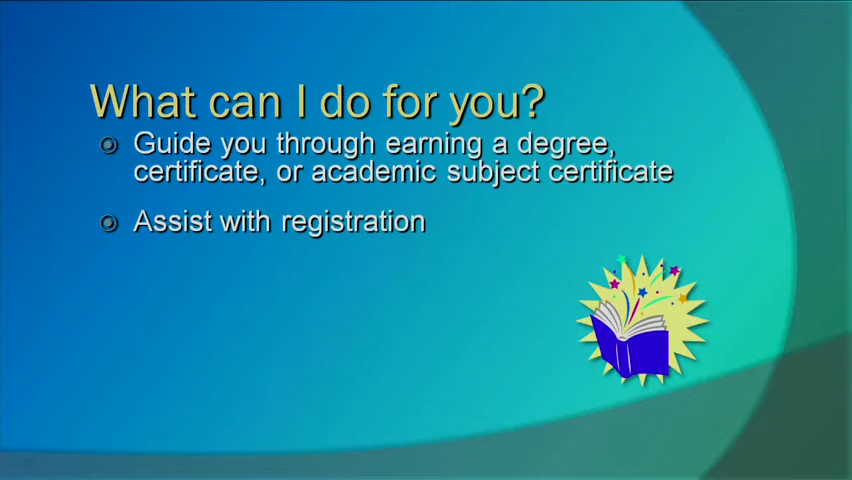 What can I do for you?
Guide you through earning a degree,
certificate, or academic subject certificate
Assist with registration